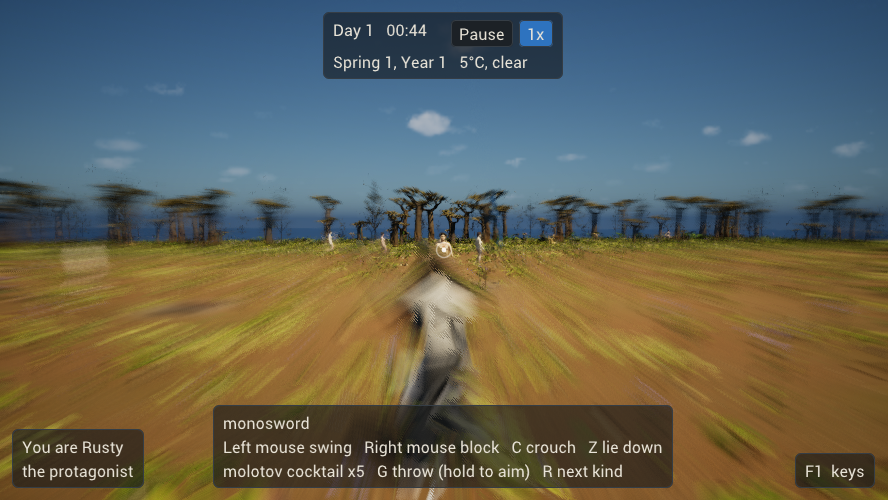 Day 1 00:44 Pause 1x
Spring 1, Year 1 5°C, clear
monosword
Left mouse swing Right mouse block C crouch Z lie down
molotov cocktail x5 G throw (hold to aim) R next kind
You are Rusty
the protagonist
F1 keys